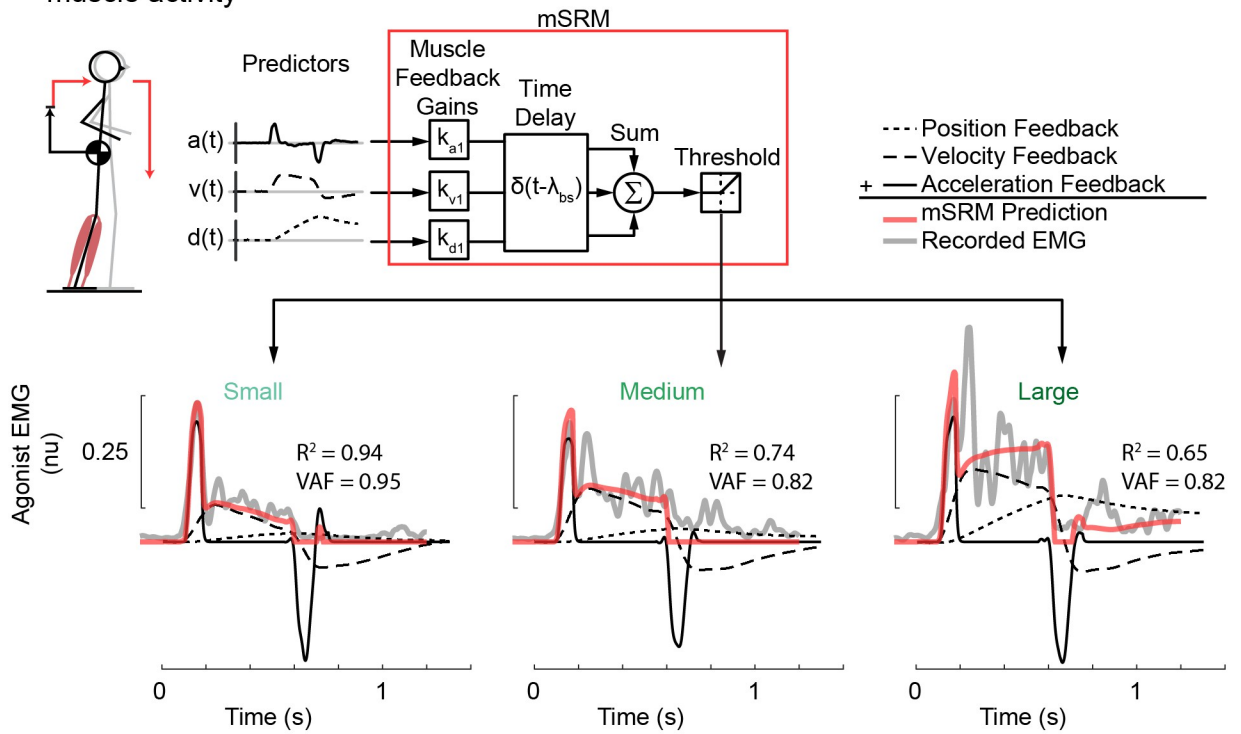 muscle activity
mSRM
Predictors
Muscle
Feedback
Gains
Time
Delay
Sum
Threshold
a(t)
v(t)
d(t)
k_a1
k_v1
k_d1
δ(t-λ_bs)
Σ
Position Feedback
Velocity Feedback
+ Acceleration Feedback
mSRM Prediction
Recorded EMG
Agonist EMG
(nu)
0.25
Small
R² = 0.94
VAF = 0.95
0
1
Time (s)
Medium
R² = 0.74
VAF = 0.82
0
1
Time (s)
Large
R² = 0.65
VAF = 0.82
0
1
Time (s)